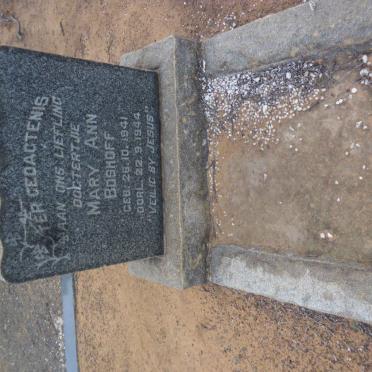 TER GEDAGTENIS
AAN ONS LIEFLING
DOGTERTJIE
MARY ANN
BOSHOFF
GEB. 26.10.1941
OORL. 22.9.1944
"VEILIG BY JESUS"